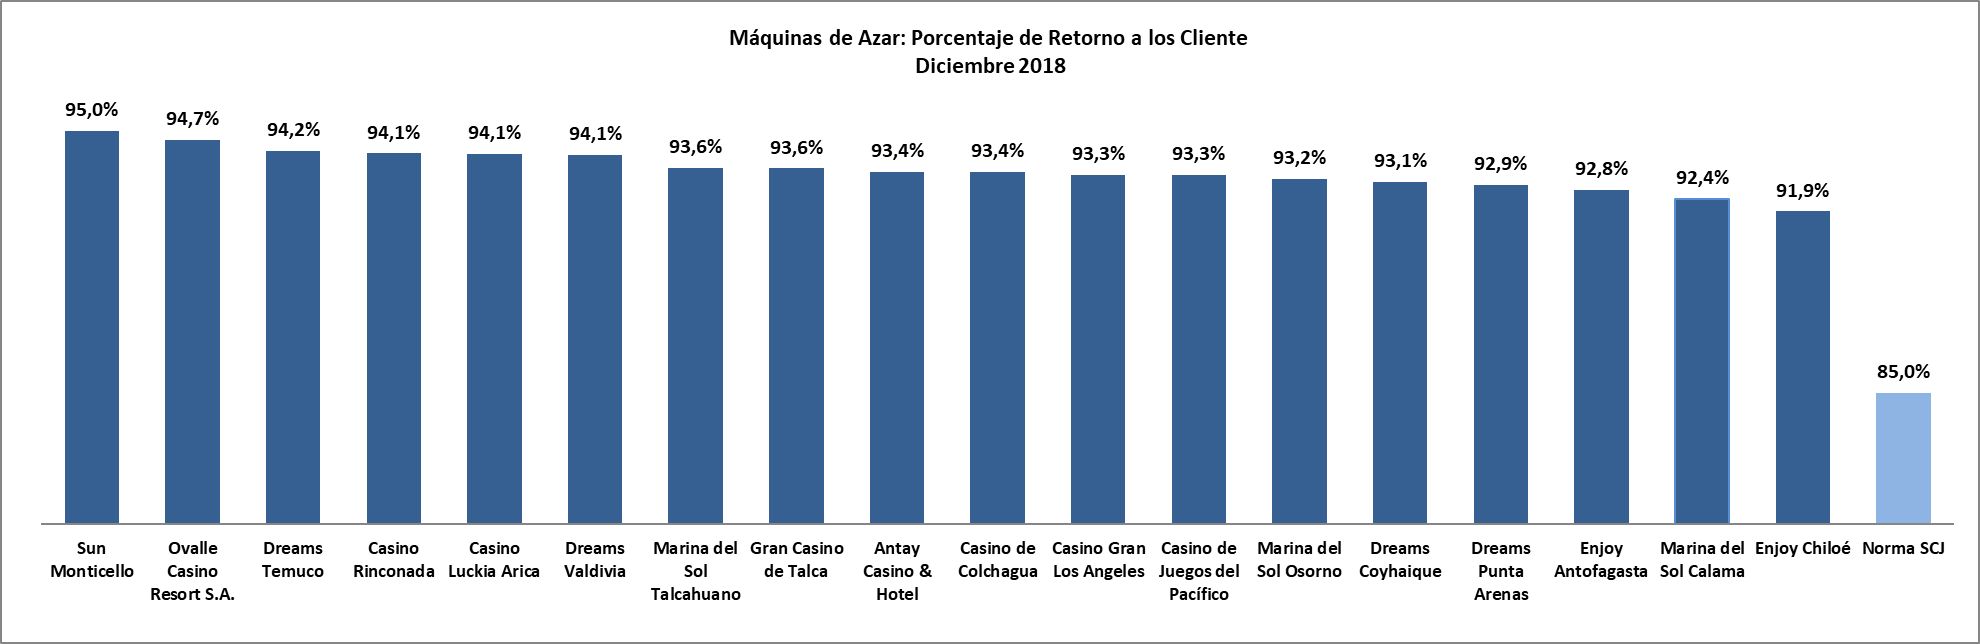 Máquinas de Azar: Porcentaje de Retorno a los Cliente
Diciembre 2018
95,0%
94,7%
94,2%
94,1%
94,1%
94,1%
93,6%
93,6%
93,4%
93,4%
93,3%
93,3%
93,2%
93,1%
92,9%
92,8%
92,4%
91,9%
85,0%
Sun
Monticello
Ovalle
Casino
Resort S.A.
Dreams
Temuco
Casino
Rinconada
Casino
Luckia Arica
Dreams
Valdivia
Marina del
Sol
Talcahuano
Gran Casino
de Talca
Antay
Casino &
Hotel
Casino de
Colchagua
Casino Gran
Los Angeles
Casino de
Juegos del
Pacífico
Marina del
Sol Osorno
Dreams
Coyhaique
Dreams
Punta
Arenas
Enjoy
Antofagasta
Marina del
Sol Calama
Enjoy Chiloé
Norma SCJ